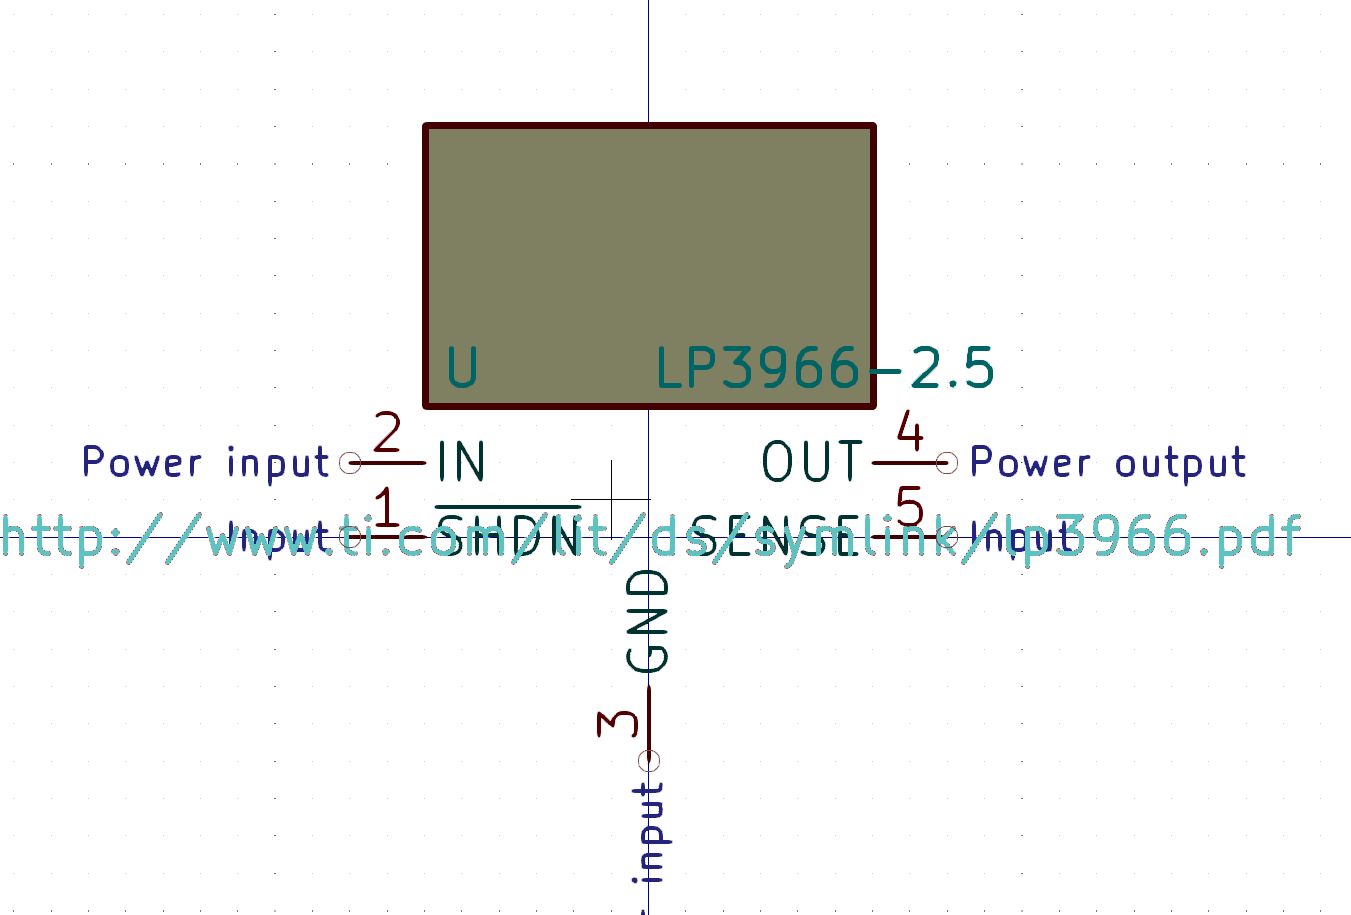 U LP3966-2.5
2 4
Power input IN OUT Power output
1 5
Input SHDN SENSE Input
http://www.ti.com/lit/ds/symlink/lp3966.pdf
GND
3
input